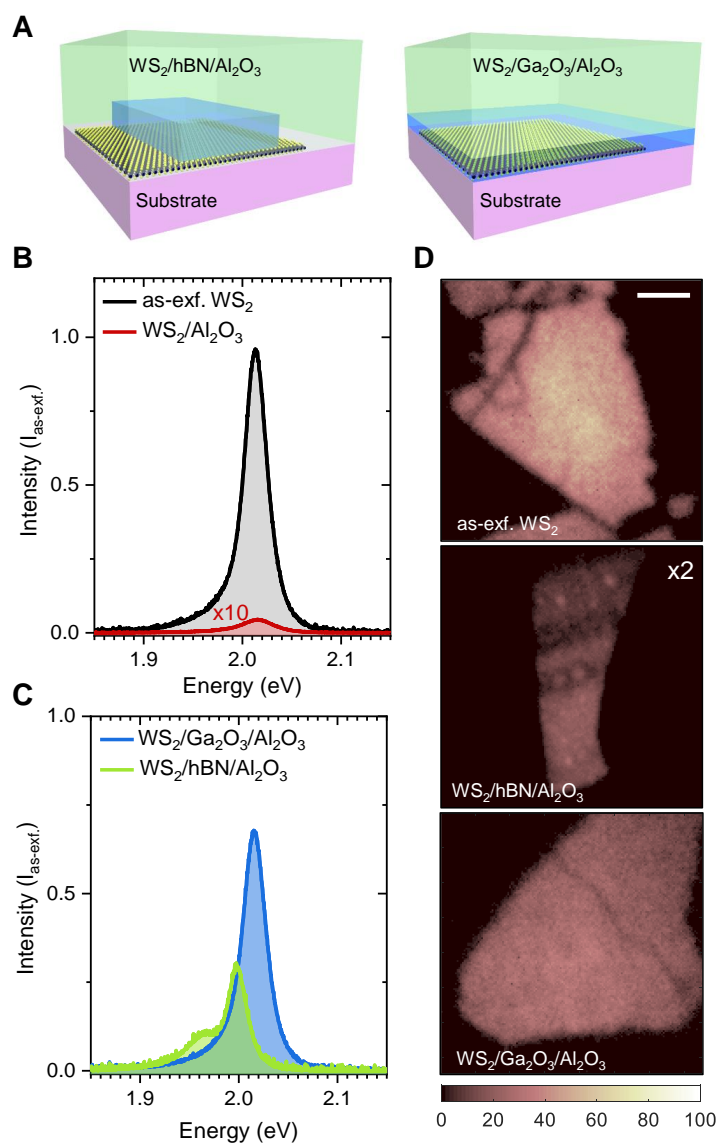 A
WS₂/hBN/Al₂O₃
Substrate
WS₂/Ga₂O₃/Al₂O₃
Substrate
B
as-exf. WS₂
WS₂/Al₂O₃
x10
Intensity (I as-exf.)
1.0
0.5
0.0
1.9 2.0 2.1
Energy (eV)
C
WS₂/Ga₂O₃/Al₂O₃
WS₂/hBN/Al₂O₃
Intensity (I as-exf.)
1.0
0.5
0.0
1.9 2.0 2.1
Energy (eV)
D
as-exf. WS₂
x2
WS₂/hBN/Al₂O₃
WS₂/Ga₂O₃/Al₂O₃
0 20 40 60 80 100